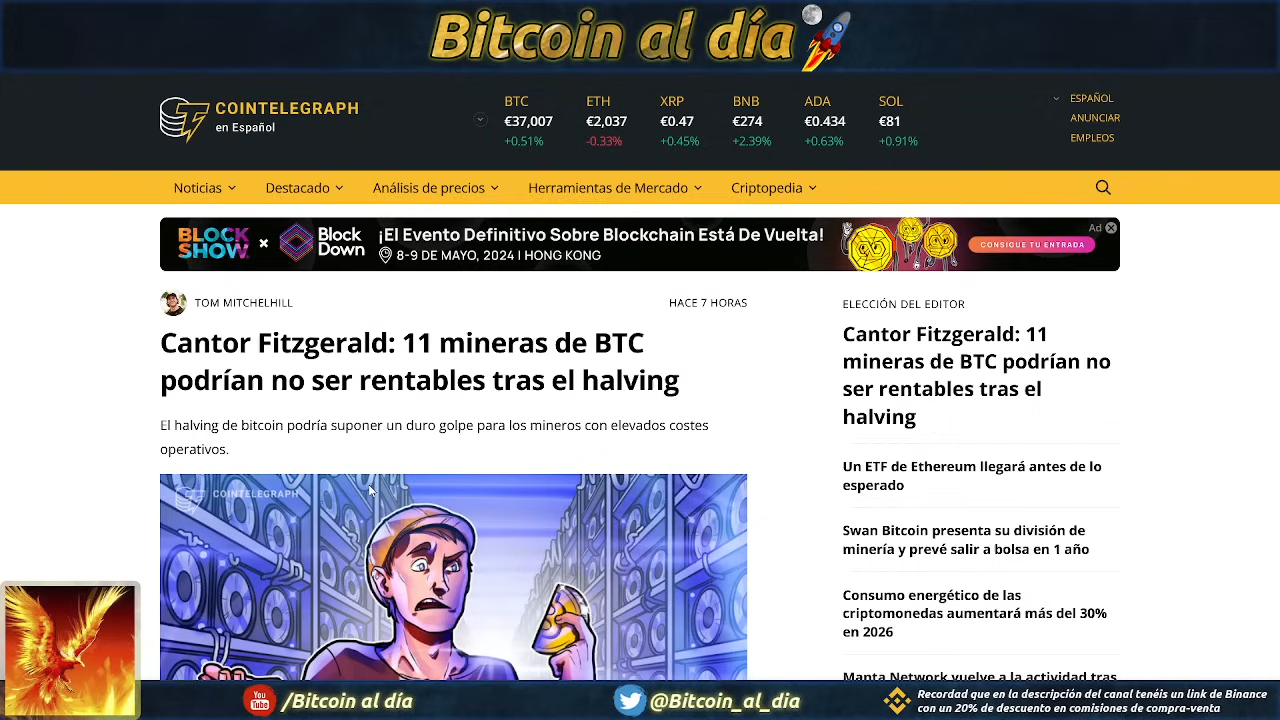 Bitcoin al día
COINTELEGRAPH
en Español
BTC ETH XRP BNB ADA SOL
€37,007 €2,037 €0.47 €274 €0.434 €81
+0.51% -0.33% +0.45% +2.39% +0.63% +0.91%
ESPAÑOL
ANUNCIAR
EMPLEOS
Noticias Destacado Análisis de precios Herramientas de Mercado Criptopedia
BLOCK SHOW × Block Down
¡El Evento Definitivo Sobre Blockchain Está De Vuelta!
8-9 DE MAYO, 2024 | HONG KONG
CONSIGUE TU ENTRADA
Ad
TOM MITCHELHILL HACE 7 HORAS
Cantor Fitzgerald: 11 mineras de BTC
podrían no ser rentables tras el halving
El halving de bitcoin podría suponer un duro golpe para los mineros con elevados costes
operativos.
COINTELEGRAPH
ELECCIÓN DEL EDITOR
Cantor Fitzgerald: 11
mineras de BTC podrían no
ser rentables tras el
halving
Un ETF de Ethereum llegará antes de lo
esperado
Swan Bitcoin presenta su división de
minería y prevé salir a bolsa en 1 año
Consumo energético de las
criptomonedas aumentará más del 30%
en 2026
Manta Network vuelve a la actividad tras
You Tube /Bitcoin al día
@Bitcoin_al_dia
Recordad que en la descripción del canal tenéis un link de Binance
con un 20% de descuento en comisiones de compra-venta